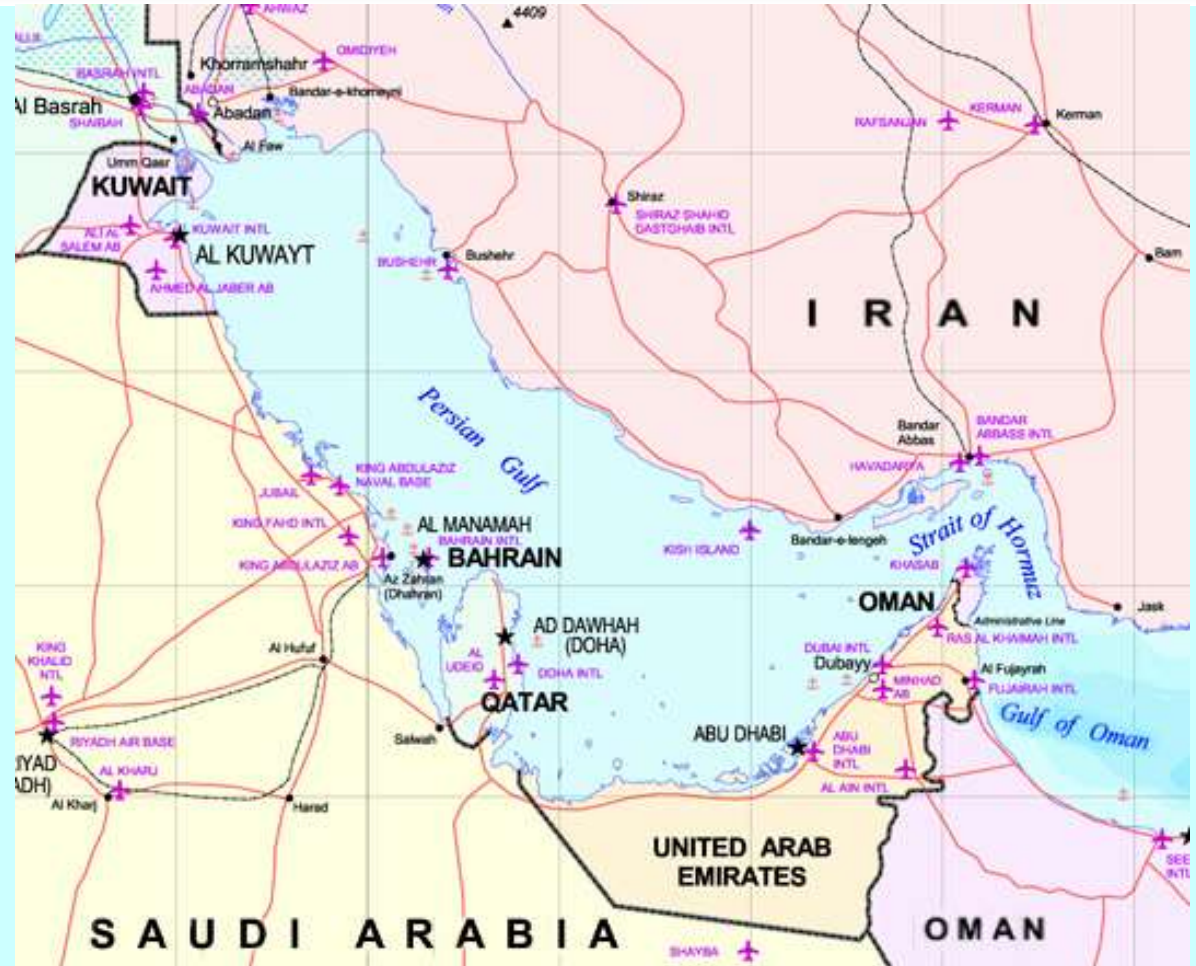 AHWAZ
4409
OMIDIYEH
Khorramshahr
BASRAH INTL
ABADAN
Bandar-e-khomeyni
Al Basrah
Abadan
SHAIBAH
Al Faw
Umm Qasr
KUWAIT
ALI AL
SALEM AB
KUWAIT INTL
AL KUWAYT
AHMED AL JABER AB
RAFSANJAN
KERMAN
Kerman
Shiraz
SHIRAZ SHAHID
DASTGHAIB INTL
BUSHEHR
Bushehr
Bam
IRAN
Persian Gulf
Bandar
Abbas
BANDAR
ABBASS INTL
HAVADARYA
JUBAIL
KING ABDULAZIZ
NAVAL BASE
KING FAHD INTL
AL MANAMAH
BAHRAIN INTL
BAHRAIN
KING ABDULAZIZ AB
Az Zahran
(Dhahran)
KISH ISLAND
Bandar-e-lengeh
Strait of Hormuz
KHASAB
OMAN
Administrative Line
RAS AL KHAIMAH INTL
Jask
KING
KHALID
INTL
Al Hufuf
AD DAWHAH
(DOHA)
AL
UDEID
DOHA INTL
QATAR
DUBAI INTL
Dubayy
MINHAD
AB
Al Fujayrah
FUJAIRAH INTL
Gulf of Oman
RIYADH AIR BASE
IYAD
ADH)
Salwah
ABU DHABI
ABU
DHABI
INTL
AL AIN INTL
AL KHARJ
Al Kharj
Harad
UNITED ARAB
EMIRATES
SEE
INTL
SAUDI ARABIA
SHAYBA
OMAN